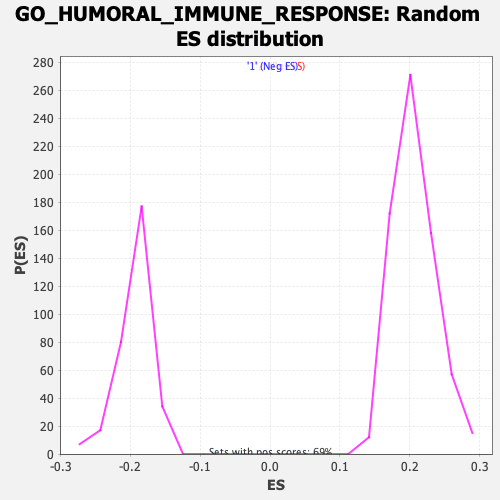 GO_HUMORAL_IMMUNE_RESPONSE: Random
ES distribution
280
260
240
220
200
180
160
140
120
100
80
60
40
20
0
P(ES)
'1' (Neg ES)S)
Sets with pos scores: 69%
-0.3 -0.2 -0.1 0.0 0.1 0.2 0.3
ES